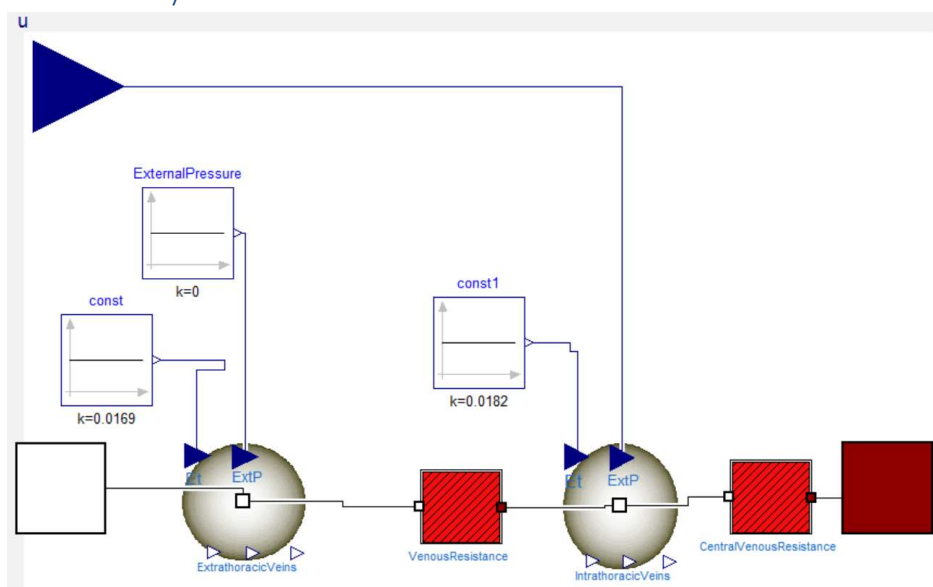 u
ExternalPressure
k=0
const
k=0.0169
const1
k=0.0182
Et
ExtP
ExtrathoracicVeins
VenousResistance
Et
ExtP
IntrathoracicVeins
CentralVenousResistance